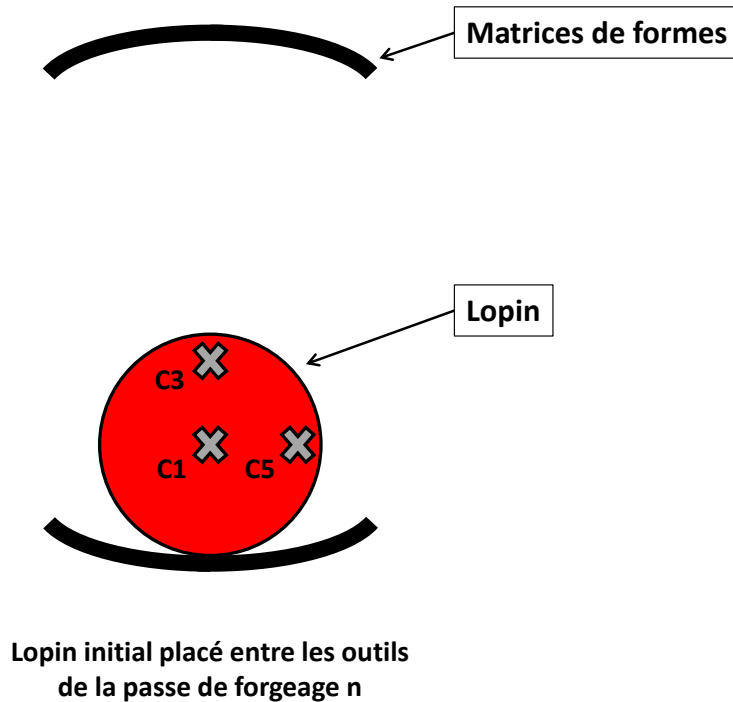 Matrices de formes
Lopin
C3
C1
C5
Lopin initial placé entre les outils
de la passe de forgeage n